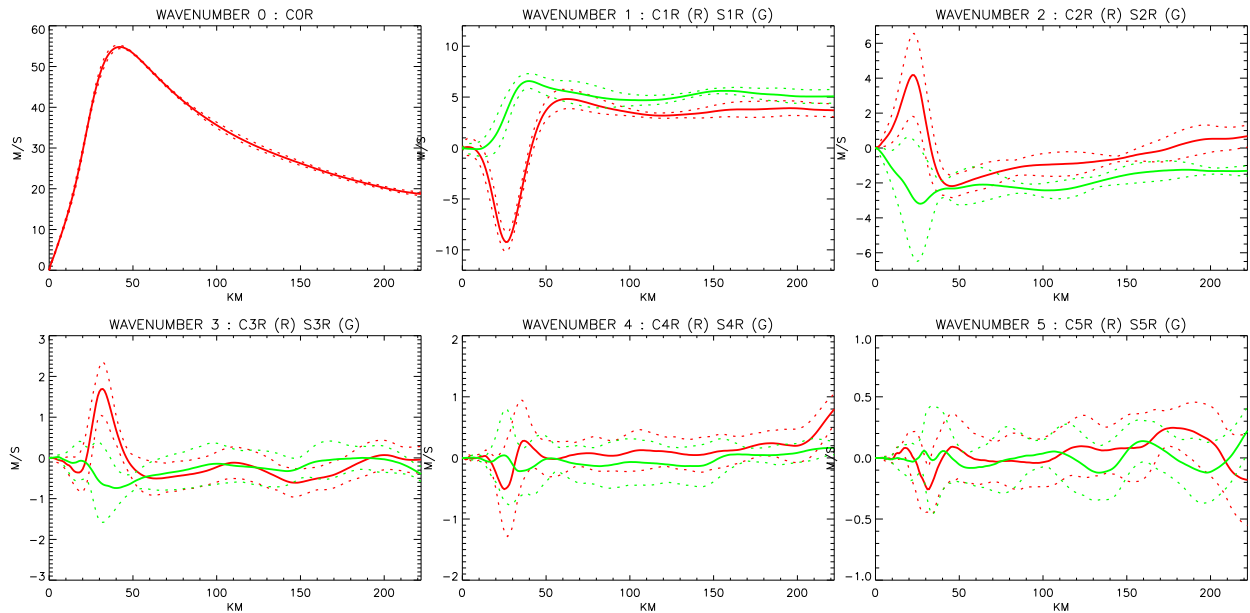 WAVENUMBER 0 : C0R
M/S
60
50
40
30
20
10
0
0 50 100 150 200
KM
WAVENUMBER 1 : C1R (R) S1R (G)
M/S
10
5
0
−5
−10
0 50 100 150 200
KM
WAVENUMBER 2 : C2R (R) S2R (G)
M/S
6
4
2
0
−2
−4
−6
0 50 100 150 200
KM
WAVENUMBER 3 : C3R (R) S3R (G)
M/S
3
2
1
0
−1
−2
−3
0 50 100 150 200
KM
WAVENUMBER 4 : C4R (R) S4R (G)
M/S
2
1
0
−1
−2
0 50 100 150 200
KM
WAVENUMBER 5 : C5R (R) S5R (G)
M/S
1.0
0.5
0.0
−0.5
−1.0
0 50 100 150 200
KM